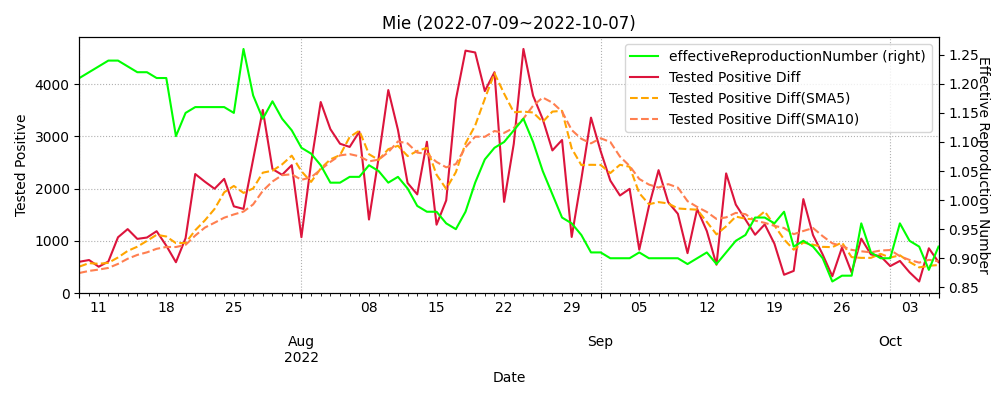 Mie (2022-07-09~2022-10-07)
effectiveReproductionNumber (right)
Tested Positive Diff
Tested Positive Diff(SMA5)
Tested Positive Diff(SMA10)
Tested Positive
4000
3000
2000
1000
0
Effective Reproduction Number
1.25
1.20
1.15
1.10
1.05
1.00
0.95
0.90
0.85
11 18 25 08 15 22 29 05 12 19 26 03
Aug Sep Oct
2022
Date